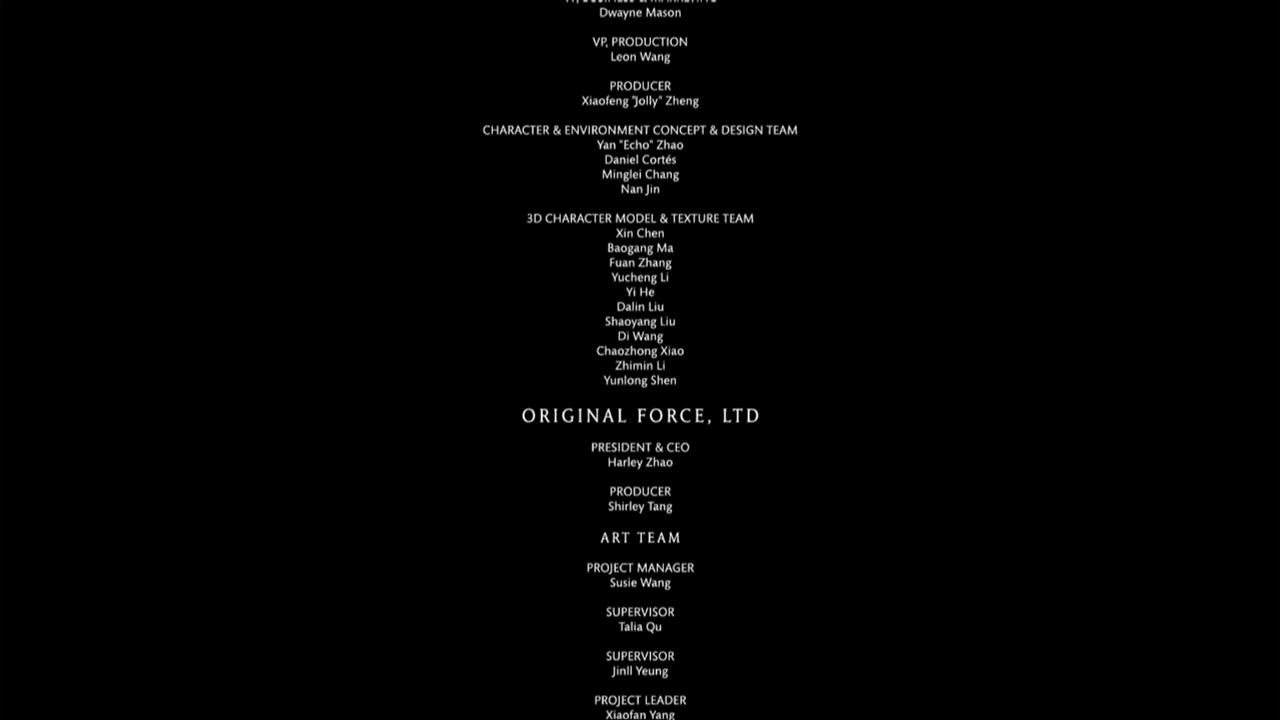 Dwayne Mason
VP, PRODUCTION
Leon Wang
PRODUCER
Xiaofeng "Jolly" Zheng
CHARACTER & ENVIRONMENT CONCEPT & DESIGN TEAM
Yan "Echo" Zhao
Daniel Cortés
Minglei Chang
Nan Jin
3D CHARACTER MODEL & TEXTURE TEAM
Xin Chen
Baogang Ma
Fuan Zhang
Yucheng Li
Yi He
Dalin Liu
Shaoyang Liu
Di Wang
Chaozhong Xiao
Zhimin Li
Yunlong Shen
ORIGINAL FORCE, LTD
PRESIDENT & CEO
Harley Zhao
PRODUCER
Shirley Tang
ART TEAM
PROJECT MANAGER
Susie Wang
SUPERVISOR
Talia Qu
SUPERVISOR
Jinll Yeung
PROJECT LEADER
Xiaofan Yang